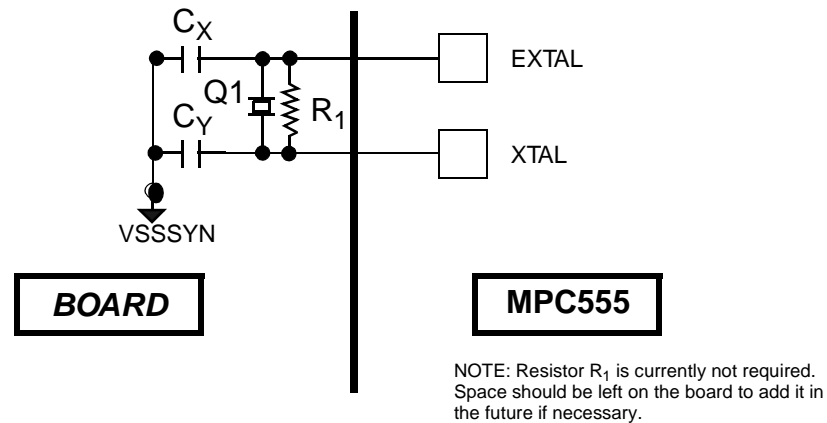 CX
EXTAL
Q1
R1
CY
XTAL
VSSSYN
BOARD
MPC555
NOTE: Resistor R1 is currently not required.
Space should be left on the board to add it in
the future if necessary.